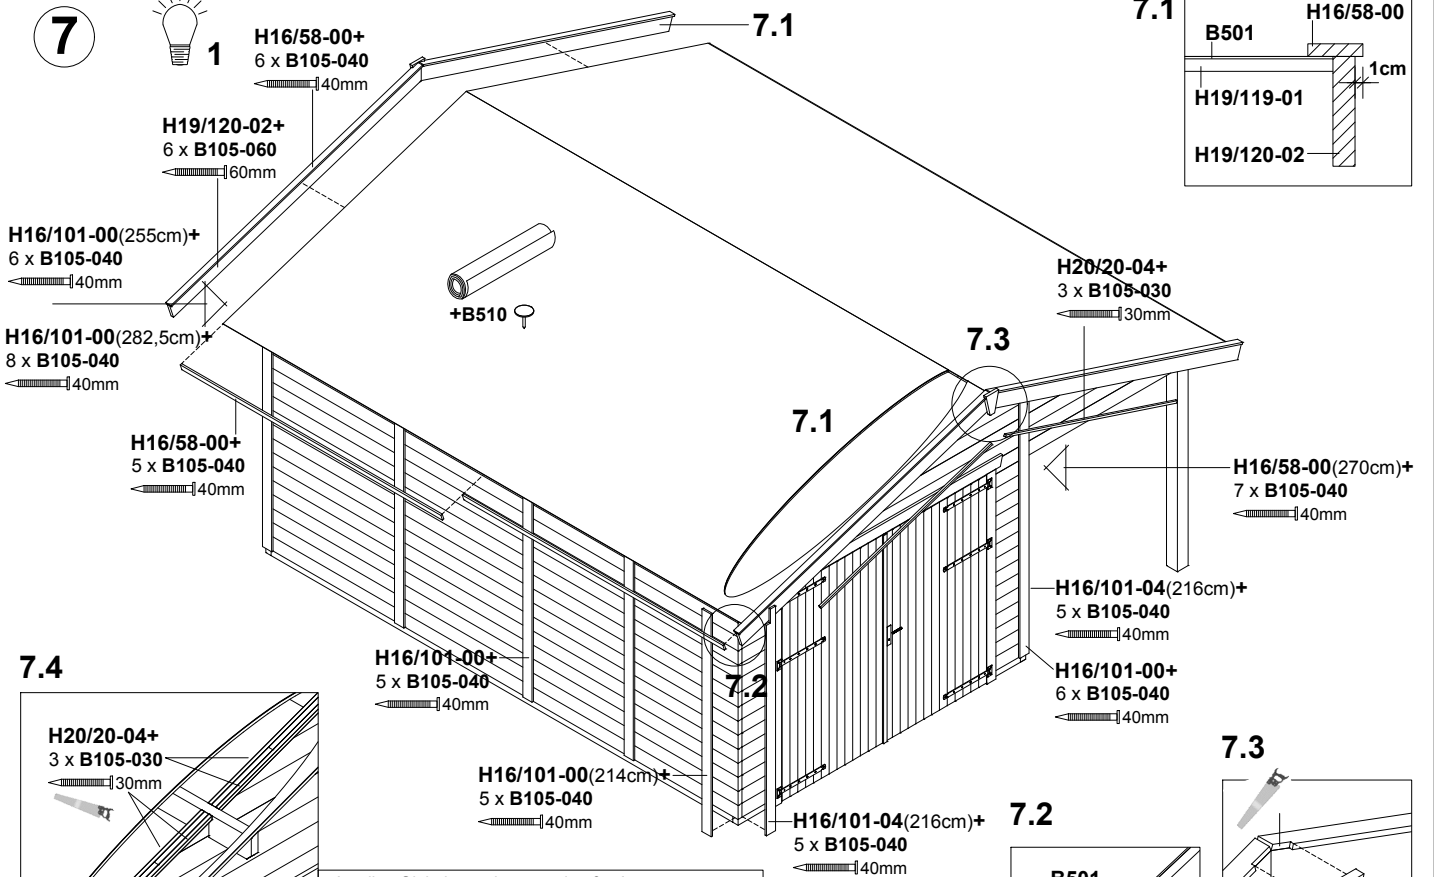 7
1
H16/58-00+
6 x B105-040
40mm
7.1
H19/120-02+
6 x B105-060
60mm
H16/101-00(255cm)+
6 x B105-040
40mm
H16/101-00(282,5cm)+
8 x B105-040
40mm
H16/58-00+
5 x B105-040
40mm
+B510
7.1
H16/58-00
B501
1cm
H19/119-01
H19/120-02
H20/20-04+
3 x B105-030
30mm
7.3
7.1
H16/58-00(270cm)+
7 x B105-040
40mm
H16/101-04(216cm)+
5 x B105-040
40mm
H16/101-00+
6 x B105-040
40mm
H16/101-00+
5 x B105-040
40mm
7.2
H16/101-00(214cm)+
5 x B105-040
40mm
H16/101-04(216cm)+
5 x B105-040
40mm
7.4
H20/20-04+
3 x B105-030
30mm
7.2
B501
7.3